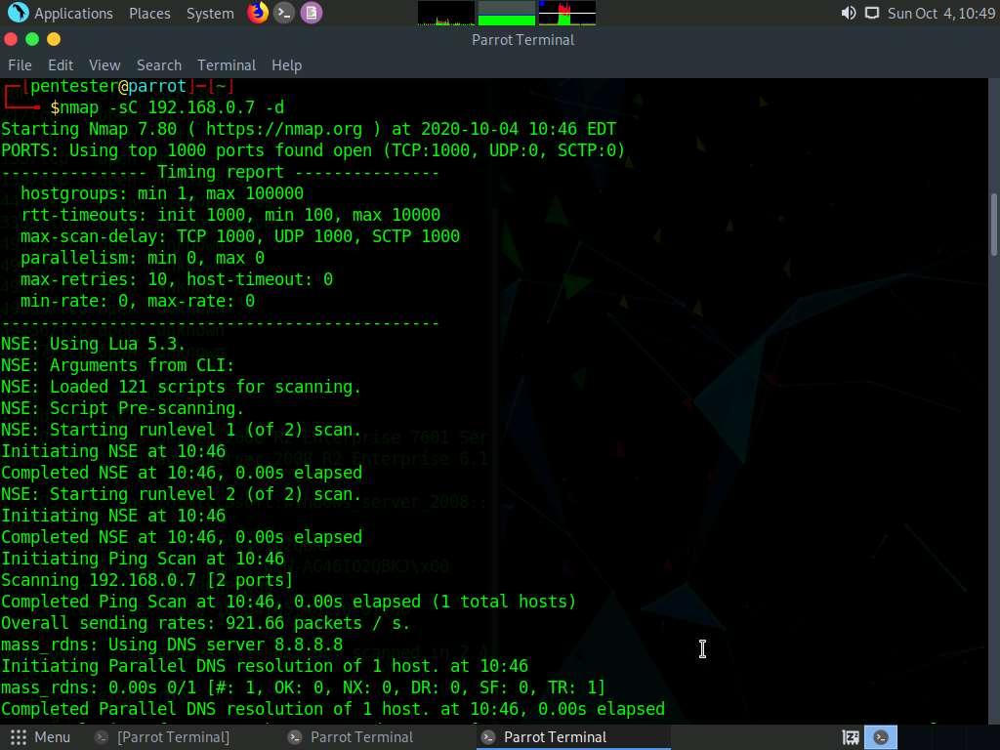 Applications Places System Sun Oct 4, 10:49
Parrot Terminal
File Edit View Search Terminal Help
[pentester@parrot]-[~]
$nmap -sC 192.168.0.7 -d
Starting Nmap 7.80 ( https://nmap.org ) at 2020-10-04 10:46 EDT
PORTS: Using top 1000 ports found open (TCP:1000, UDP:0, SCTP:0)
--------------- Timing report ---------------
hostgroups: min 1, max 100000
rtt-timeouts: init 1000, min 100, max 10000
max-scan-delay: TCP 1000, UDP 1000, SCTP 1000
parallelism: min 0, max 0
max-retries: 10, host-timeout: 0
min-rate: 0, max-rate: 0
---------------------------------------------
NSE: Using Lua 5.3.
NSE: Arguments from CLI:
NSE: Loaded 121 scripts for scanning.
NSE: Script Pre-scanning.
NSE: Starting runlevel 1 (of 2) scan.
Initiating NSE at 10:46
Completed NSE at 10:46, 0.00s elapsed
NSE: Starting runlevel 2 (of 2) scan.
Initiating NSE at 10:46
Completed NSE at 10:46, 0.00s elapsed
Initiating Ping Scan at 10:46
Scanning 192.168.0.7 [2 ports]
Completed Ping Scan at 10:46, 0.00s elapsed (1 total hosts)
Overall sending rates: 921.66 packets / s.
mass_rdns: Using DNS server 8.8.8.8
Initiating Parallel DNS resolution of 1 host. at 10:46
mass_rdns: 0.00s 0/1 [#: 1, OK: 0, NX: 0, DR: 0, SF: 0, TR: 1]
Completed Parallel DNS resolution of 1 host. at 10:46, 0.00s elapsed
Menu [Parrot Terminal] Parrot Terminal Parrot Terminal